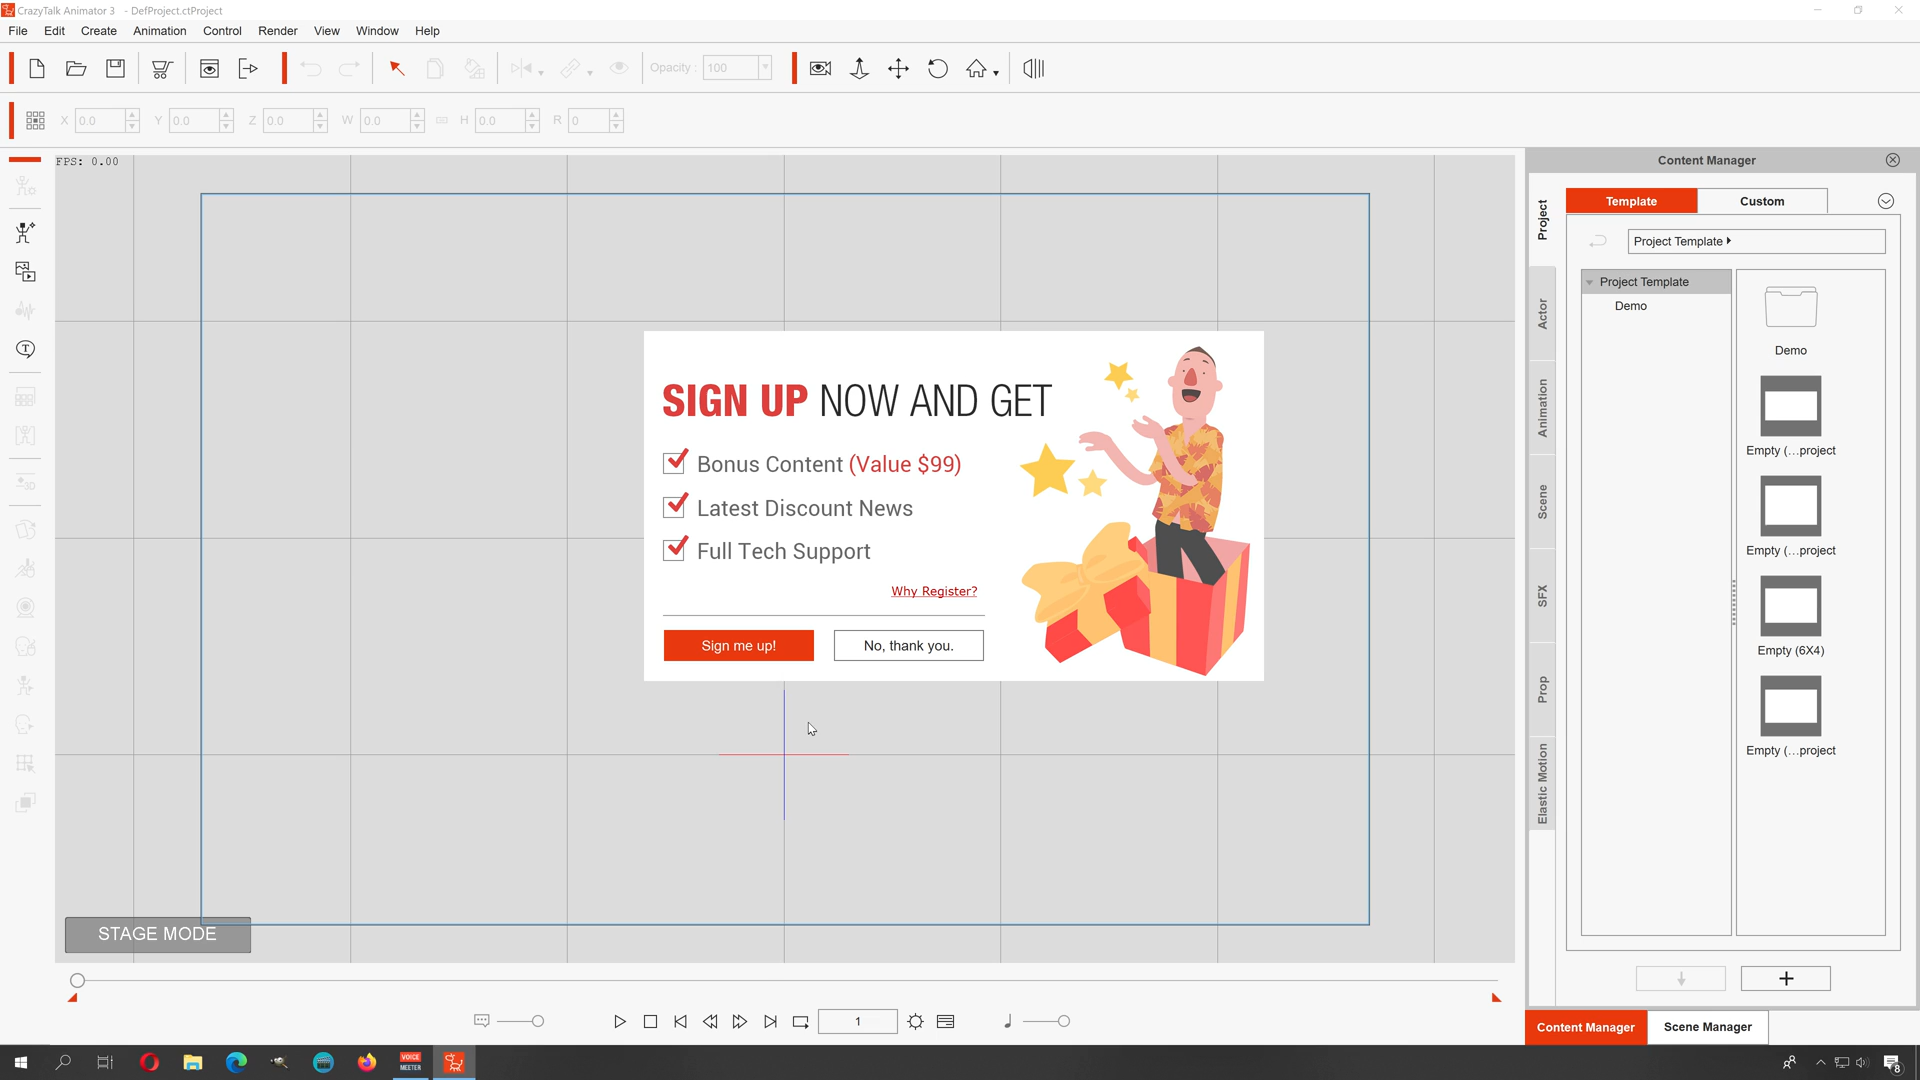 CrazyTalk Animator 3 - DefProject.ctProject
File Edit Create Animation Control Render View Window Help
Opacity : 100
X 0.0 Y 0.0 Z 0.0 W 0.0 H 0.0 R 0
FPS: 0.00
SIGN UP NOW AND GET
Bonus Content (Value $99)
Latest Discount News
Full Tech Support
Why Register?
Sign me up! No, thank you.
STAGE MODE
1
Content Manager
Project
Actor
Animation
Scene
SFX
Prop
Elastic Motion
Template Custom
Project Template
Project Template
Demo
Demo
Empty (...project
Empty (...project
Empty (6X4)
Empty (...project
Content Manager Scene Manager
VOICE
MEETER
8